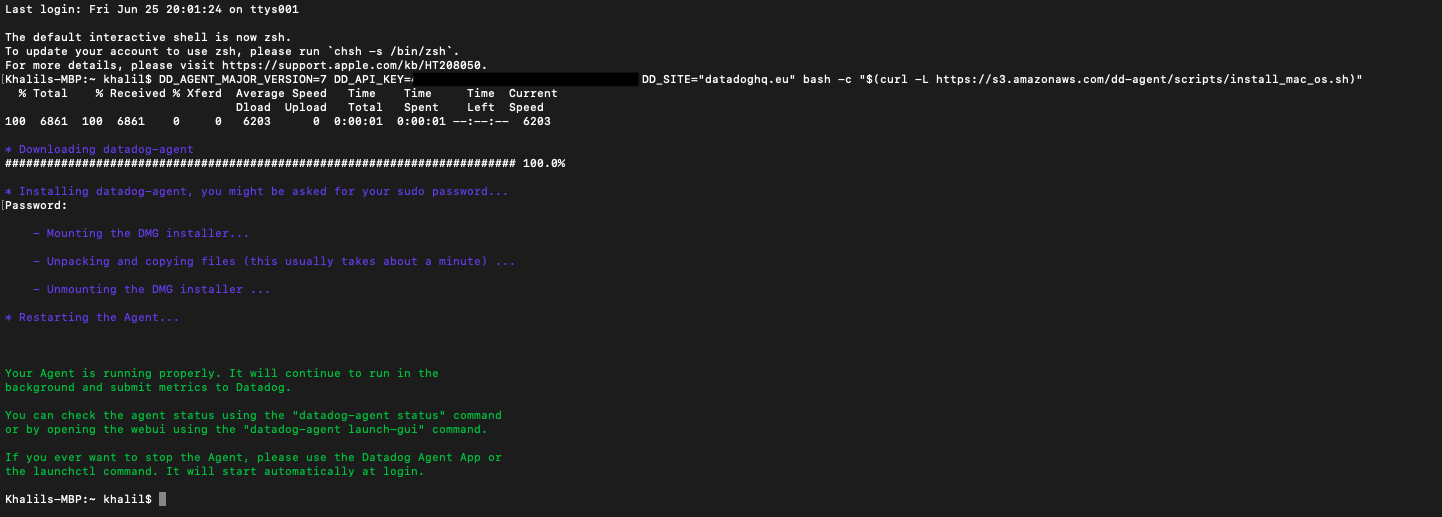 Last login: Fri Jun 25 20:01:24 on ttys001
The default interactive shell is now zsh.
To update your account to use zsh, please run `chsh -s /bin/zsh`.
For more details, please visit https://support.apple.com/kb/HT208050.
[Khalils-MBP:~ khalil$ DD_AGENT_MAJOR_VERSION=7 DD_API_KEY= DD_SITE="datadoghq.eu" bash -c "$(curl -L https://s3.amazonaws.com/dd-agent/scripts/install_mac_os.sh)"
  % Total    % Received % Xferd  Average Speed   Time    Time     Time  Current
                                 Dload  Upload   Total   Spent    Left  Speed
100  6861  100  6861    0     0   6203      0  0:00:01  0:00:01 --:--:--  6203
* Downloading datadog-agent
######################################################################### 100.0%
* Installing datadog-agent, you might be asked for your sudo password...
[Password:
    - Mounting the DMG installer...
    - Unpacking and copying files (this usually takes about a minute) ...
    - Unmounting the DMG installer ...
* Restarting the Agent...
Your Agent is running properly. It will continue to run in the
background and submit metrics to Datadog.
You can check the agent status using the "datadog-agent status" command
or by opening the webui using the "datadog-agent launch-gui" command.
If you ever want to stop the Agent, please use the Datadog Agent App or
the launchctl command. It will start automatically at login.
Khalils-MBP:~ khalil$